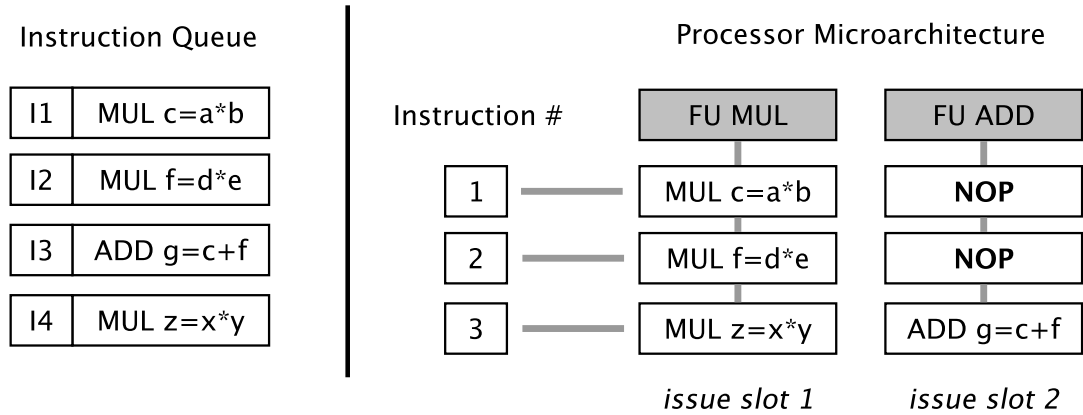 Instruction Queue
I1 MUL c=a*b
I2 MUL f=d*e
I3 ADD g=c+f
I4 MUL z=x*y
Processor Microarchitecture
Instruction # FU MUL FU ADD
1 MUL c=a*b NOP
2 MUL f=d*e NOP
3 MUL z=x*y ADD g=c+f
issue slot 1 issue slot 2